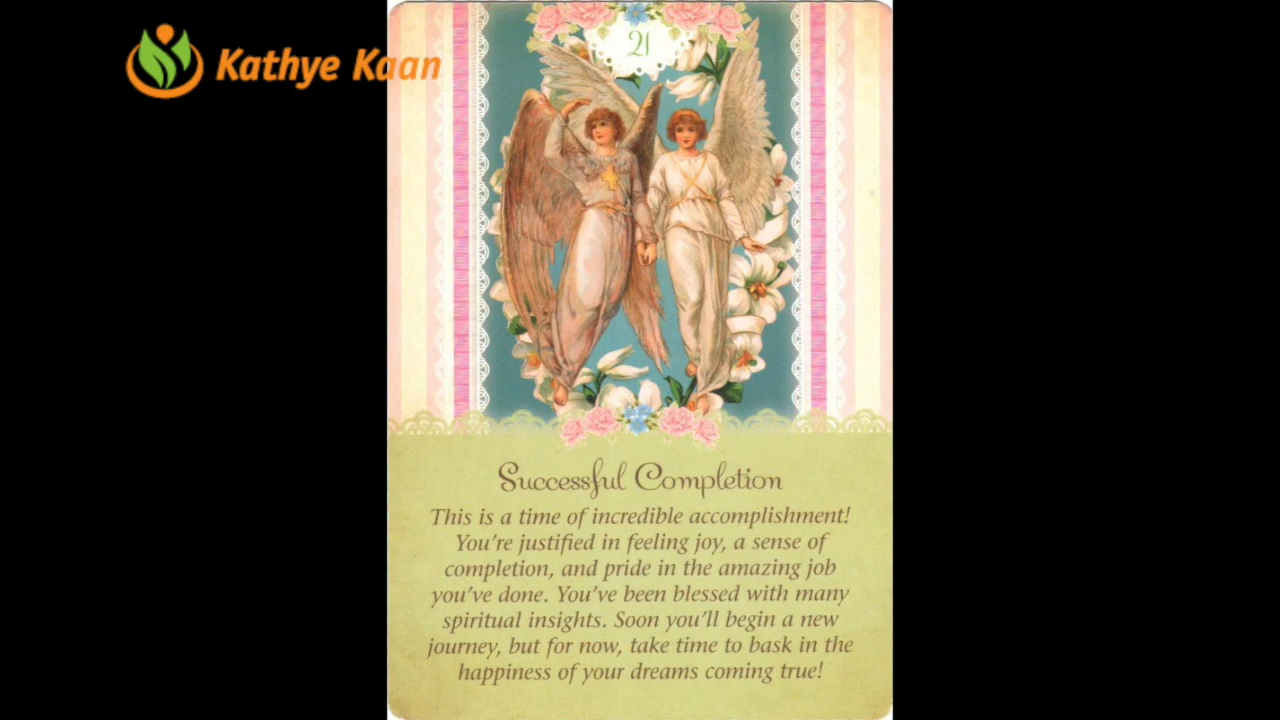 Kathye Kaan
21
Successful Completion
This is a time of incredible accomplishment!
You're justified in feeling joy, a sense of
completion, and pride in the amazing job
you've done. You've been blessed with many
spiritual insights. Soon you'll begin a new
journey, but for now, take time to bask in the
happiness of your dreams coming true!